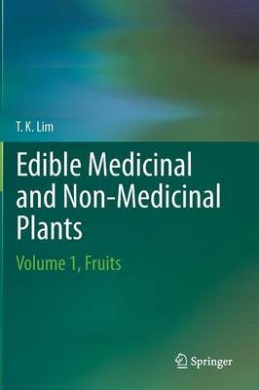 T. K. Lim
Edible Medicinal
and Non-Medicinal
Plants
Volume 1, Fruits
Springer